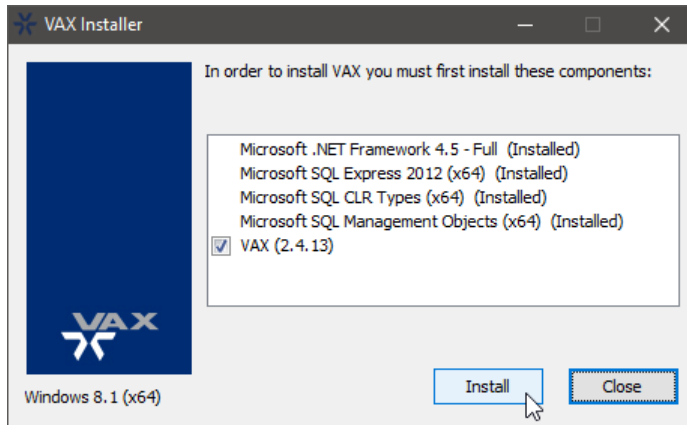 VAX Installer
In order to install VAX you must first install these components:
Microsoft .NET Framework 4.5 - Full (Installed)
Microsoft SQL Express 2012 (x64) (Installed)
Microsoft SQL CLR Types (x64) (Installed)
Microsoft SQL Management Objects (x64) (Installed)
VAX (2.4.13)
VAX
Windows 8.1 (x64)
Install Close